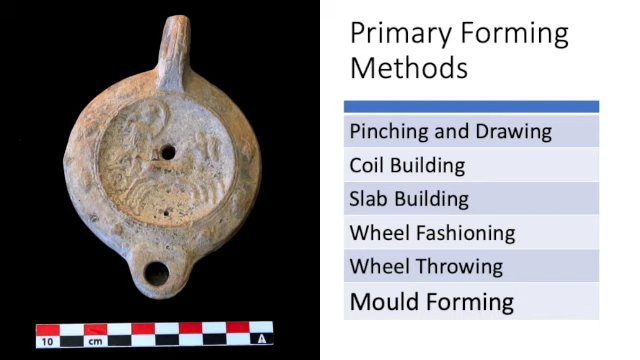 Primary Forming
Methods
Pinching and Drawing
Coil Building
Slab Building
Wheel Fashioning
Wheel Throwing
Mould Forming
10 cm